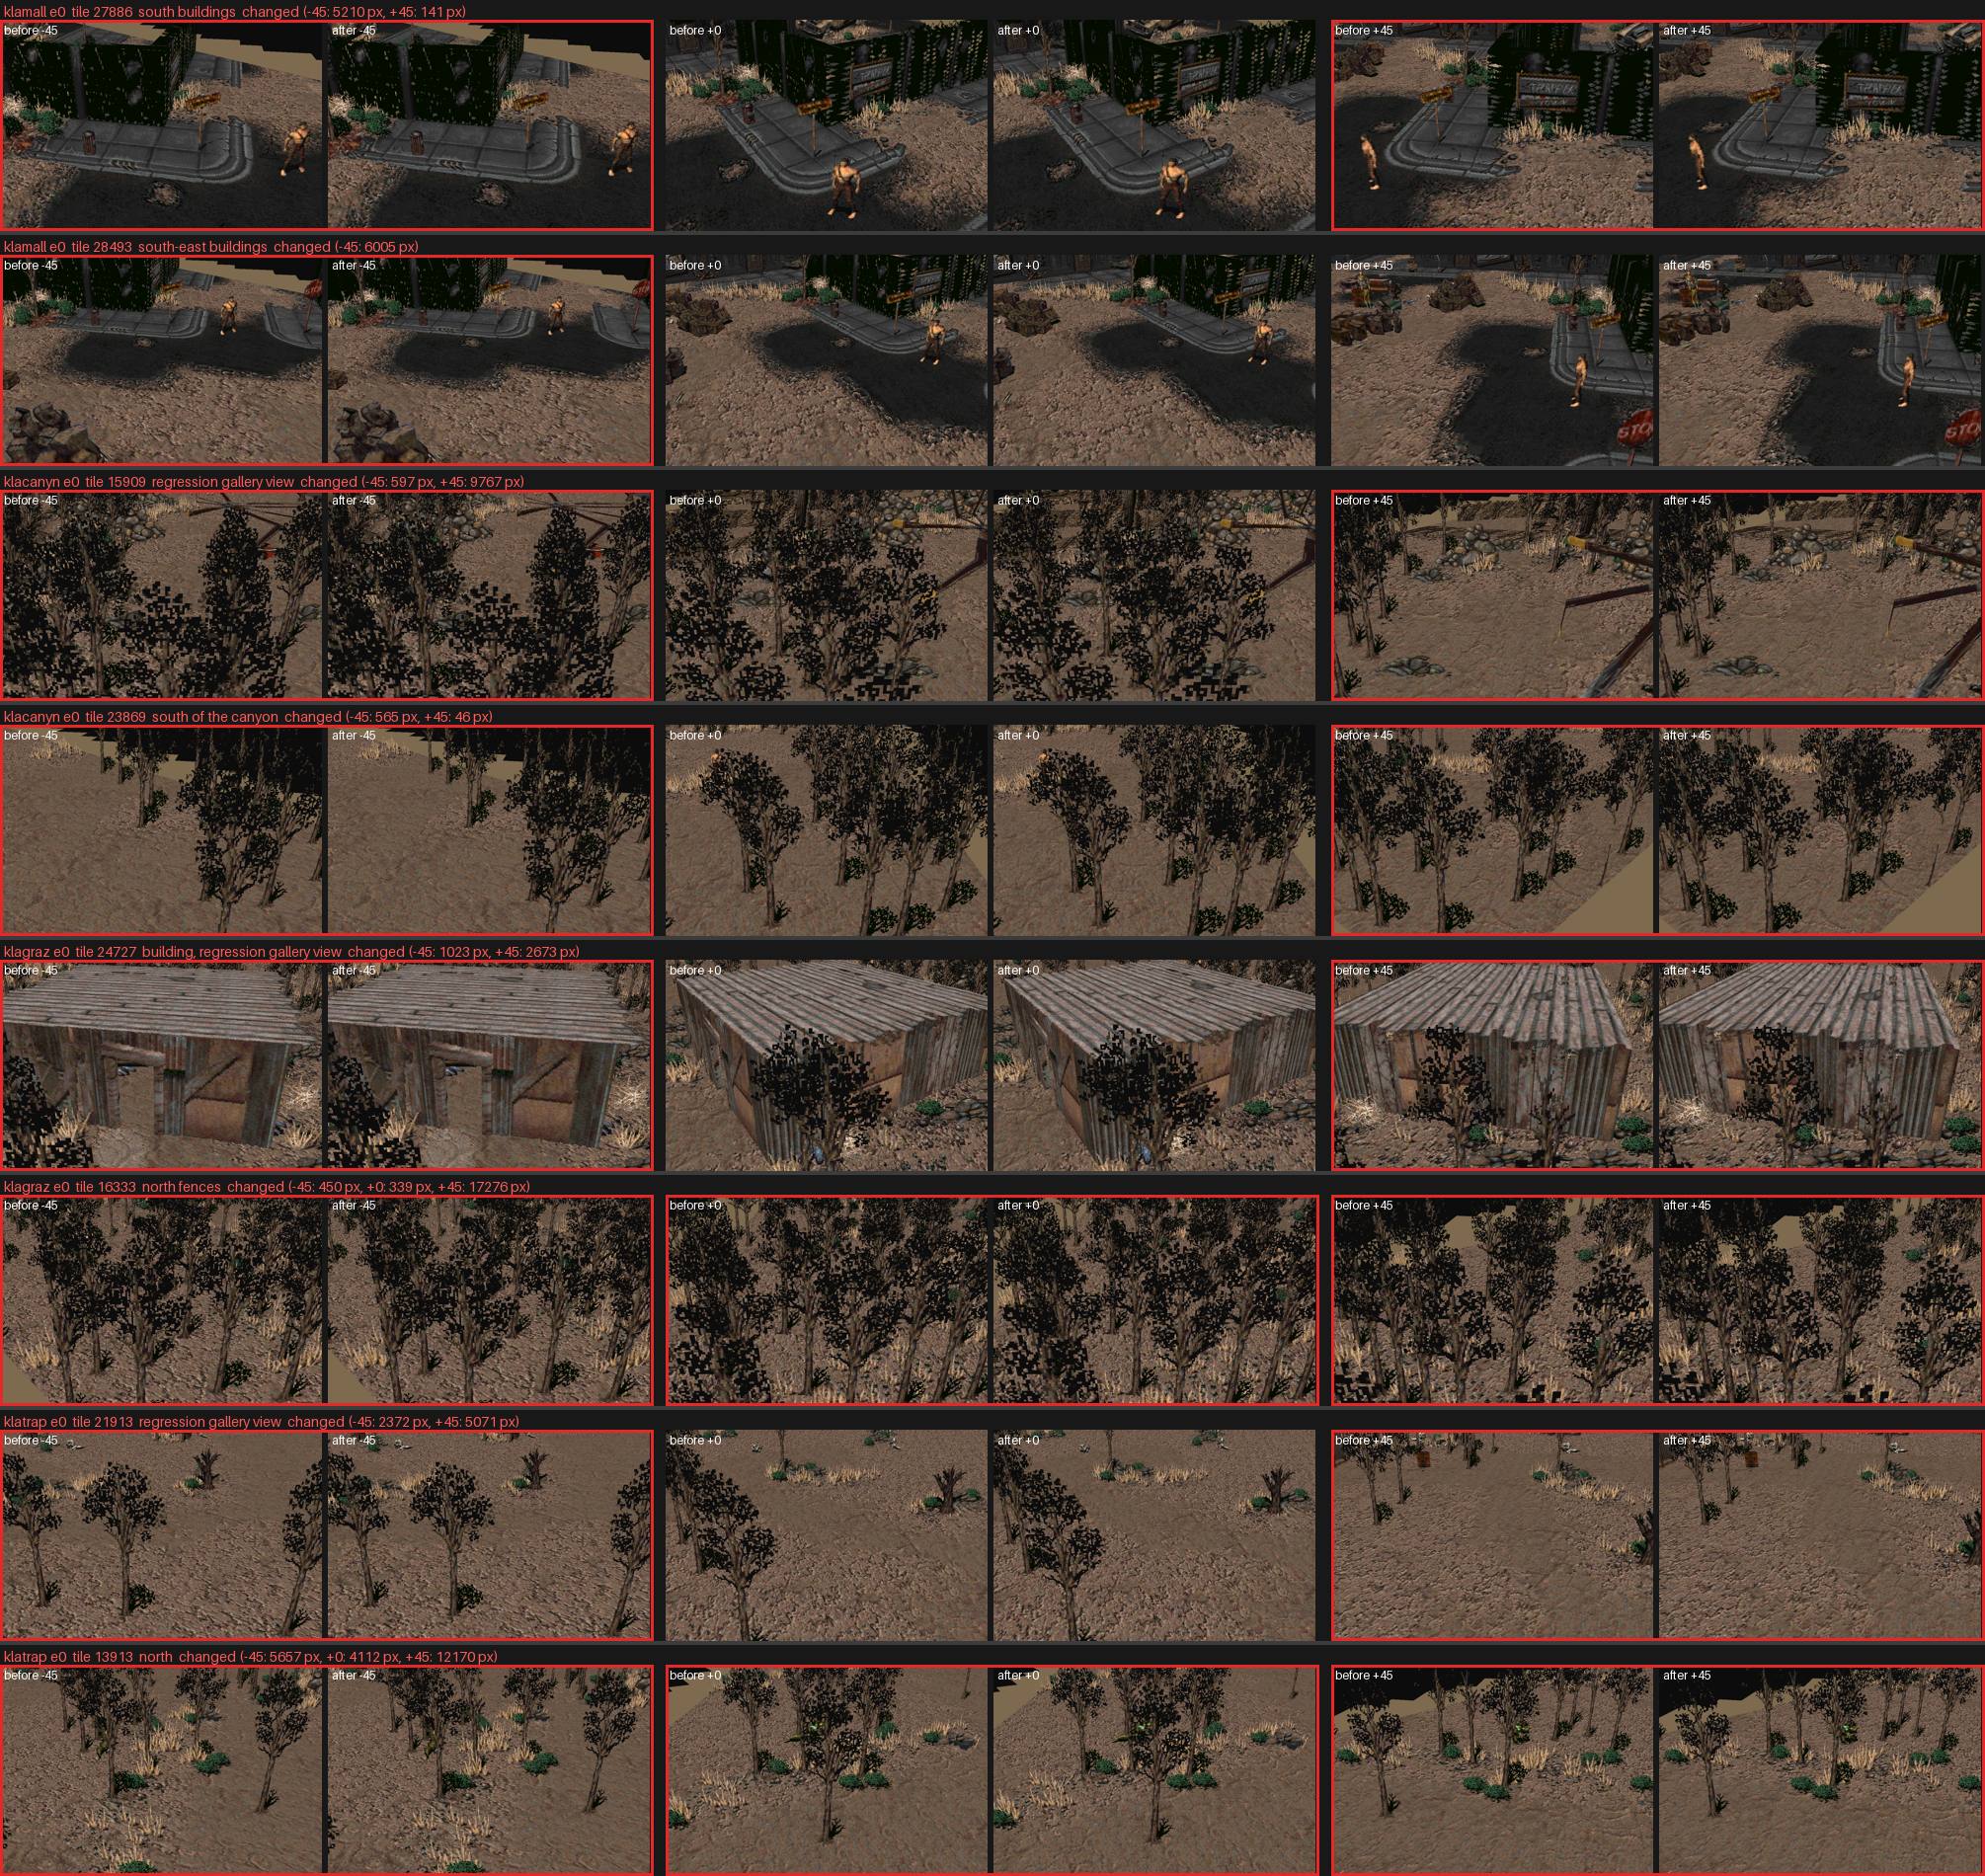 klamall e0 tile 27886 south buildings changed (-45: 5210 px, +45: 141 px)
before -45 after -45 before +0 after +0 before +45 after +45
klamall e0 tile 28493 south-east buildings changed (-45: 6005 px)
before -45 after -45 before +0 after +0 before +45 after +45
STO
klacanyn e0 tile 15909 regression gallery view changed (-45: 597 px, +45: 9767 px)
before -45 after -45 before +0 after +0 before +45 after +45
klacanyn e0 tile 23869 south of the canyon changed (-45: 565 px, +45: 46 px)
before -45 after -45 before +0 after +0 before +45 after +45
klagraz e0 tile 24727 building, regression gallery view changed (-45: 1023 px, +45: 2673 px)
before -45 after -45 before +0 after +0 before +45 after +45
klagraz e0 tile 16333 north fences changed (-45: 450 px, +0: 339 px, +45: 17276 px)
before -45 after -45 before +0 after +0 before +45 after +45
klatrap e0 tile 21913 regression gallery view changed (-45: 2372 px, +45: 5071 px)
before -45 after -45 before +0 after +0 before +45 after +45
klatrap e0 tile 13913 north changed (-45: 5657 px, +0: 4112 px, +45: 12170 px)
before -45 after -45 before +0 after +0 before +45 after +45